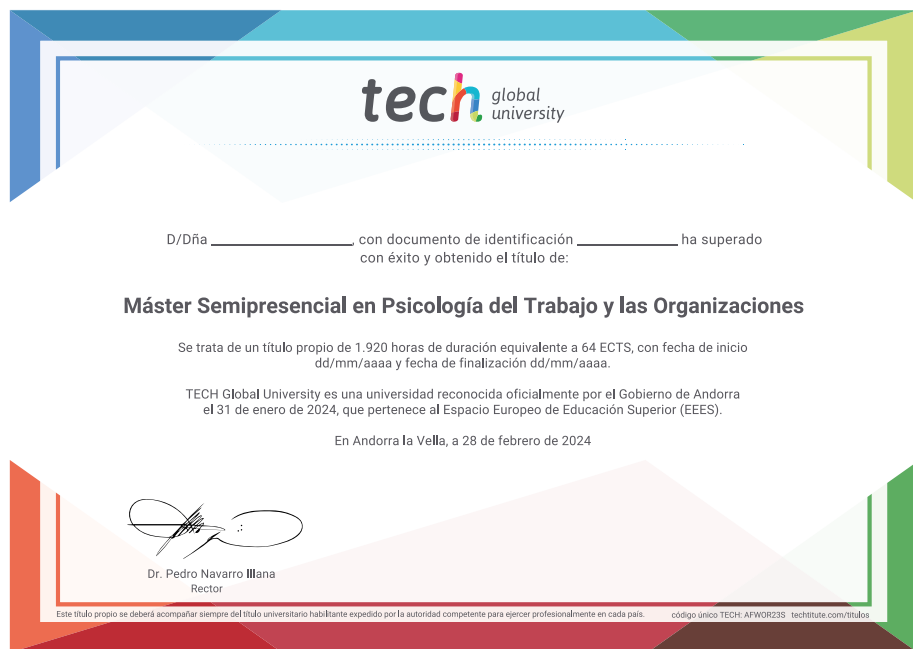 tech global
university
D/Dña , con documento de identificación ha superado
con éxito y obtenido el título de:
Máster Semipresencial en Psicología del Trabajo y las Organizaciones
Se trata de un título propio de 1.920 horas de duración equivalente a 64 ECTS, con fecha de inicio
dd/mm/aaaa y fecha de finalización dd/mm/aaaa.
TECH Global University es una universidad reconocida oficialmente por el Gobierno de Andorra
el 31 de enero de 2024, que pertenece al Espacio Europeo de Educación Superior (EEES).
En Andorra la Vella, a 28 de febrero de 2024
Dr. Pedro Navarro Illana
Rector
Este título propio se deberá acompañar siempre del título universitario habilitante expedido por la autoridad competente para ejercer profesionalmente en cada país. código único TECH: AFWOR23S techtitute.com/titulos